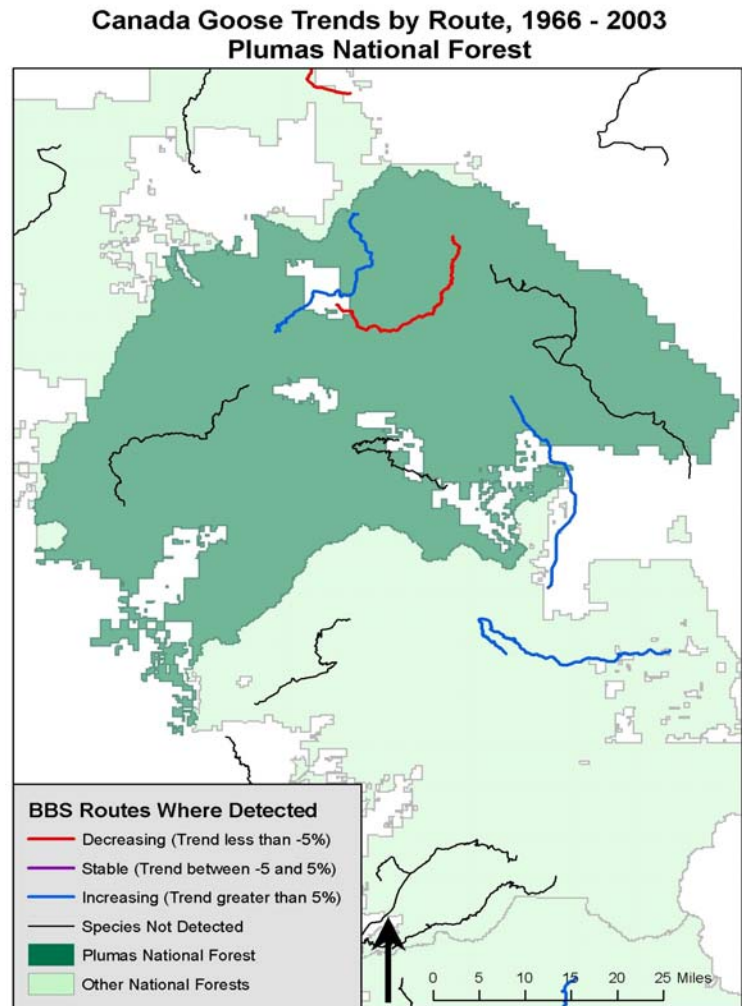 Canada Goose Trends by Route, 1966 - 2003
Plumas National Forest
BBS Routes Where Detected
Decreasing (Trend less than -5%)
Stable (Trend between -5 and 5%)
Increasing (Trend greater than 5%)
Species Not Detected
Plumas National Forest
Other National Forests
0 5 10 15 20 25 Miles